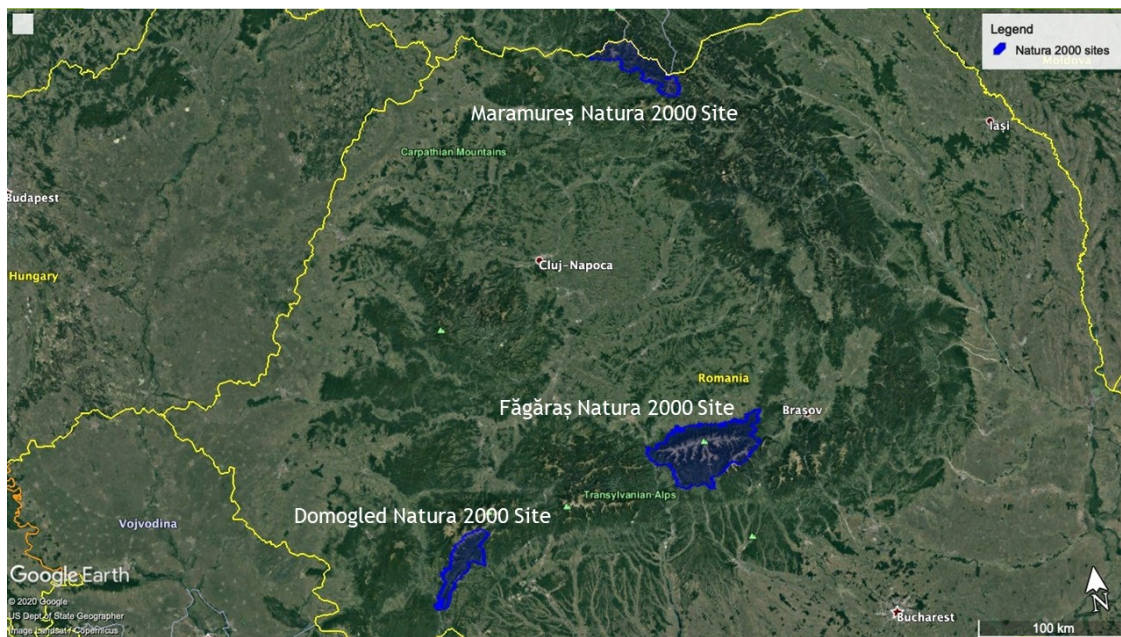 Legend
Natura 2000 sites
Moldova
Maramureș Natura 2000 Site
Iași
Carpathian Mountains
Budapest
Cluj-Napoca
Hungary
Romania
Făgăraș Natura 2000 Site
Brașov
Transylvanian Alps
Domogled Natura 2000 Site
Vojvodina
Google Earth
© 2020 Google
US Dept of State Geographer
Image Landsat / Copernicus
Bucharest
N
100 km